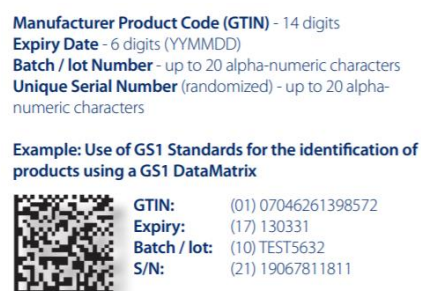 Manufacturer Product Code (GTIN) - 14 digits
Expiry Date - 6 digits (YYMMDD)
Batch / lot Number - up to 20 alpha-numeric characters
Unique Serial Number (randomized) - up to 20 alpha-
numeric characters
Example: Use of GS1 Standards for the identification of
products using a GS1 DataMatrix
GTIN: (01) 07046261398572
Expiry: (17) 130331
Batch / lot: (10) TEST5632
S/N: (21) 19067811811